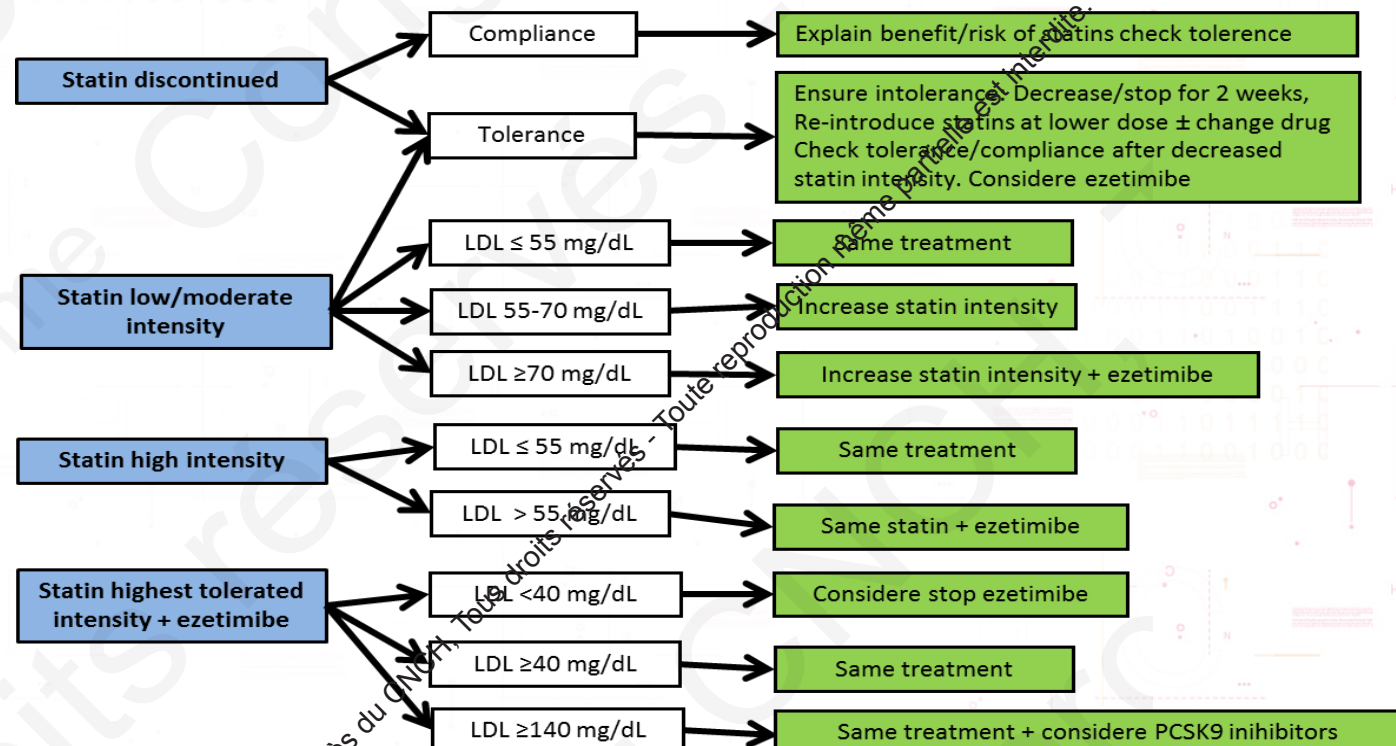 Compliance
Explain benefit/risk of statins check tolerence
Statin discontinued
Tolerance
Ensure intolerance. Decrease/stop for 2 weeks,
Re-introduce statins at lower dose ± change drug
Check tolerance/compliance after decreased
statin intensity. Considere ezetimibe
Statin low/moderate
intensity
LDL ≤ 55 mg/dL
Same treatment
LDL 55-70 mg/dL
Increase statin intensity
LDL ≥70 mg/dL
Increase statin intensity + ezetimibe
Statin high intensity
LDL ≤ 55 mg/dL
Same treatment
LDL > 55 mg/dL
Same statin + ezetimibe
Statin highest tolerated
intensity + ezetimibe
LDL <40 mg/dL
Considere stop ezetimibe
LDL ≥40 mg/dL
Same treatment
LDL ≥140 mg/dL
Same treatment + considere PCSK9 inihibitors
du CNCH, Tous droits réservés - Toute reproduction même partielle est interdite.
réservés
CNCH